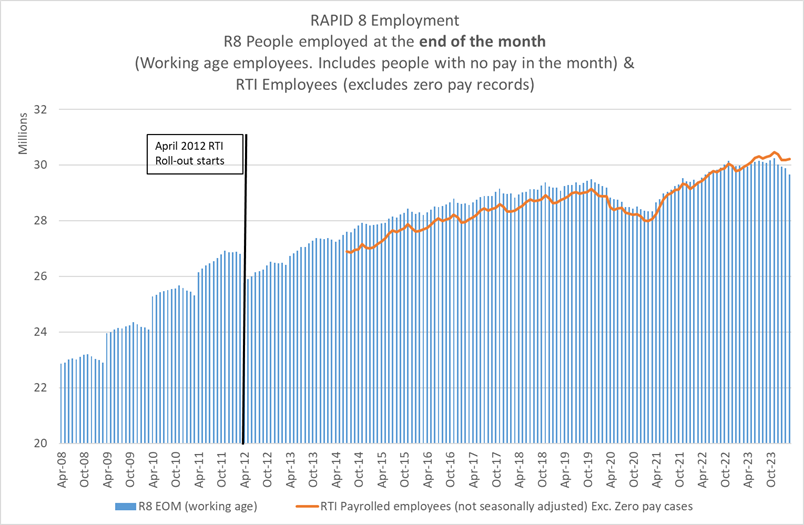 RAPID 8 Employment
R8 People employed at the end of the month
(Working age employees. Includes people with no pay in the month) &
RTI Employees (excludes zero pay records)
Millions
32
30
28
26
24
22
20
April 2012 RTI
Roll-out starts
Apr-08
Oct-08
Apr-09
Oct-09
Apr-10
Oct-10
Apr-11
Oct-11
Apr-12
Oct-12
Apr-13
Oct-13
Apr-14
Oct-14
Apr-15
Oct-15
Apr-16
Oct-16
Apr-17
Oct-17
Apr-18
Oct-18
Apr-19
Oct-19
Apr-20
Oct-20
Apr-21
Oct-21
Apr-22
Oct-22
Apr-23
Oct-23
R8 EOM (working age)
RTI Payrolled employees (not seasonally adjusted) Exc. Zero pay cases